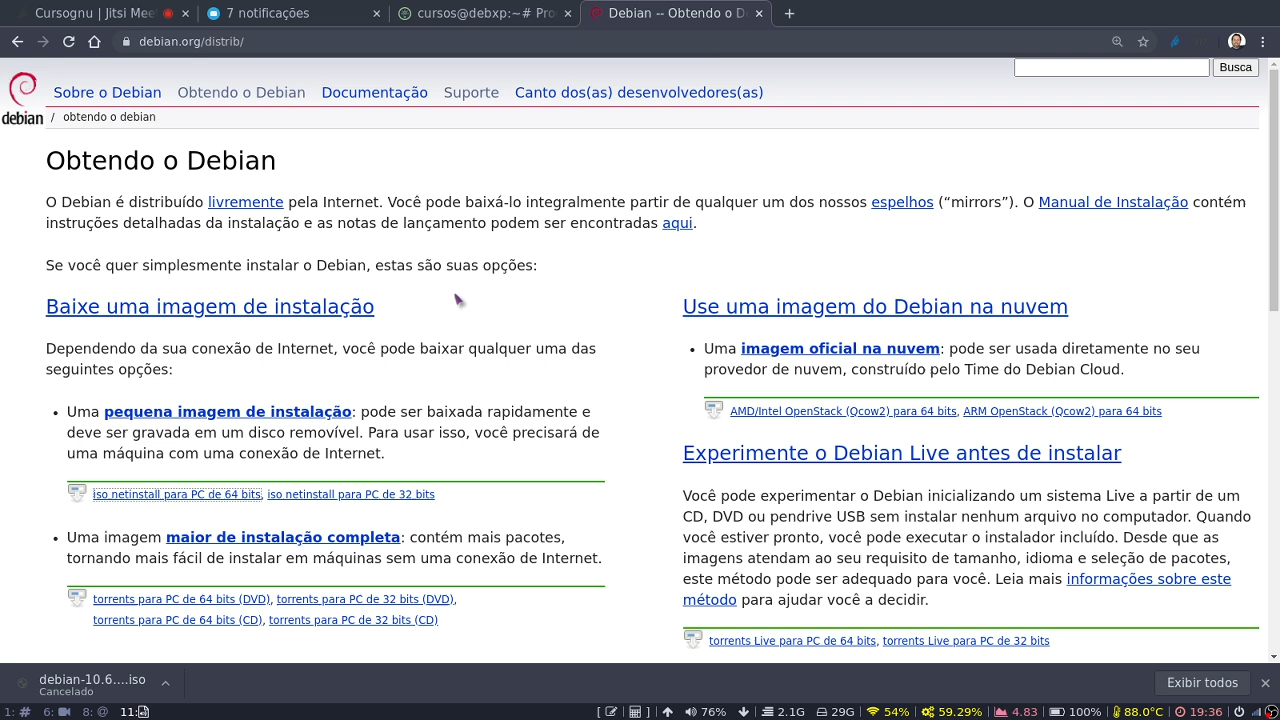 Cursognu | Jitsi Mee
7 notificações
cursos@debxp:~# Pro
Debian -- Obtendo o D
debian.org/distrib/
Busca
debian
Sobre o Debian Obtendo o Debian Documentação Suporte Canto dos(as) desenvolvedores(as)
/ obtendo o debian
Obtendo o Debian
O Debian é distribuído livremente pela Internet. Você pode baixá-lo integralmente partir de qualquer um dos nossos espelhos (“mirrors”). O Manual de Instalação contém
instruções detalhadas da instalação e as notas de lançamento podem ser encontradas aqui.
Se você quer simplesmente instalar o Debian, estas são suas opções:
Baixe uma imagem de instalação
Dependendo da sua conexão de Internet, você pode baixar qualquer uma das
seguintes opções:
• Uma pequena imagem de instalação: pode ser baixada rapidamente e
deve ser gravada em um disco removível. Para usar isso, você precisará de
uma máquina com uma conexão de Internet.
iso netinstall para PC de 64 bits, iso netinstall para PC de 32 bits
• Uma imagem maior de instalação completa: contém mais pacotes,
tornando mais fácil de instalar em máquinas sem uma conexão de Internet.
torrents para PC de 64 bits (DVD), torrents para PC de 32 bits (DVD),
torrents para PC de 64 bits (CD), torrents para PC de 32 bits (CD)
Use uma imagem do Debian na nuvem
• Uma imagem oficial na nuvem: pode ser usada diretamente no seu
provedor de nuvem, construído pelo Time do Debian Cloud.
AMD/Intel OpenStack (Qcow2) para 64 bits, ARM OpenStack (Qcow2) para 64 bits
Experimente o Debian Live antes de instalar
Você pode experimentar o Debian inicializando um sistema Live a partir de um
CD, DVD ou pendrive USB sem instalar nenhum arquivo no computador. Quando
você estiver pronto, você pode executar o instalador incluído. Desde que as
imagens atendam ao seu requisito de tamanho, idioma e seleção de pacotes,
este método pode ser adequado para você. Leia mais informações sobre este
método para ajudar você a decidir.
torrents Live para PC de 64 bits, torrents Live para PC de 32 bits
debian-10.6....iso
Cancelado
Exibir todos
1: # 6: 8: @ 11: [ ] 76% 2.1G 29G 54% 59.29% 4.83 100% 88.0°C 19:36